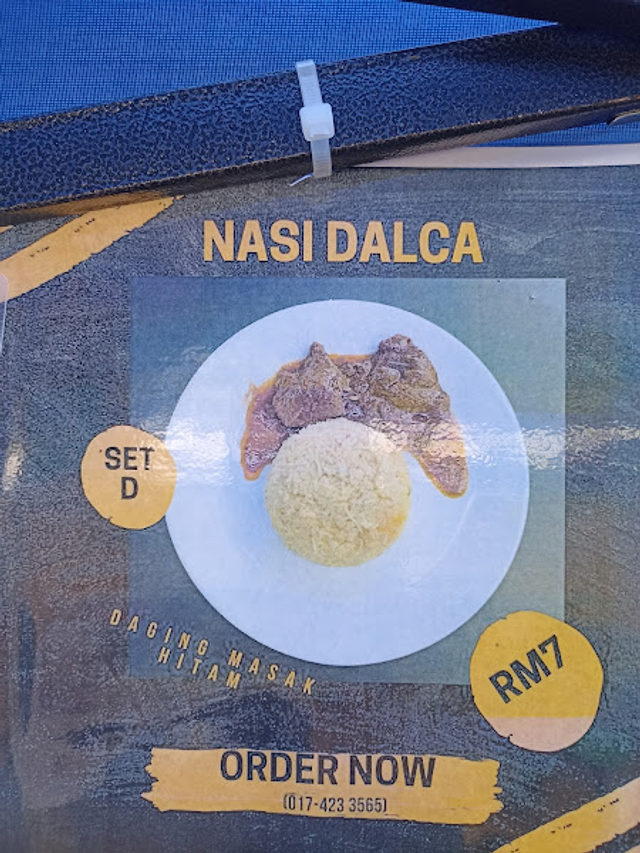 NASI DALCA
SET
D
DAGING MASAK
HITAM
RM7
ORDER NOW
(017-423 3565)